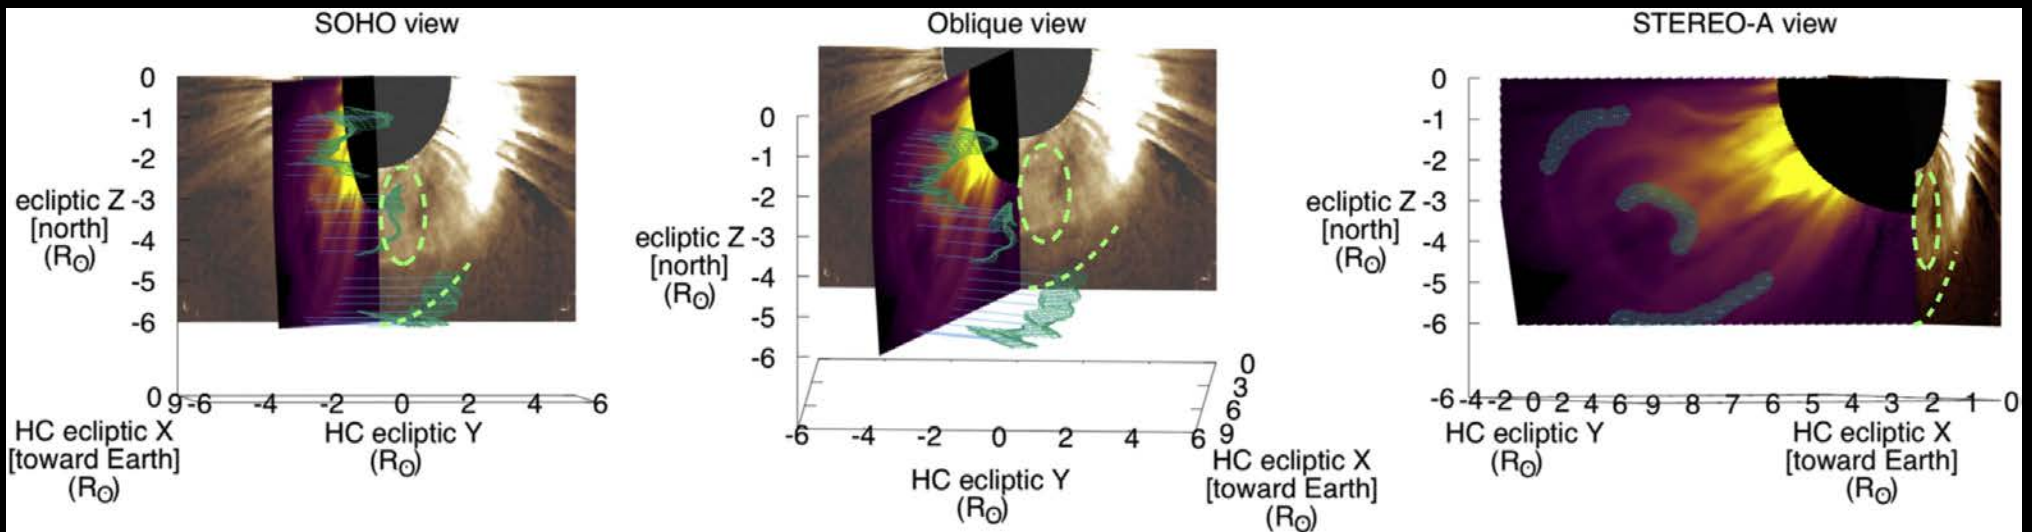 SOHO view
0
-1
-2
-3
-4
-5
-6
ecliptic Z
[north]
(R⊙)
0 9 -6 -4 -2 0 2 4 6
HC ecliptic X
[toward Earth]
(R⊙)
HC ecliptic Y
(R⊙)
Oblique view
0
-1
-2
-3
-4
-5
-6
ecliptic Z
[north]
(R⊙)
0
3
6
9
-6 -4 -2 0 2 4 6
HC ecliptic Y
(R⊙)
HC ecliptic X
[toward Earth]
(R⊙)
STEREO-A view
0
-1
-2
-3
-4
-5
-6
ecliptic Z
[north]
(R⊙)
-6 -4 -2 0 2 4 6 9 8 7 6 5 4 3 2 1 0
HC ecliptic Y
(R⊙)
HC ecliptic X
[toward Earth]
(R⊙)